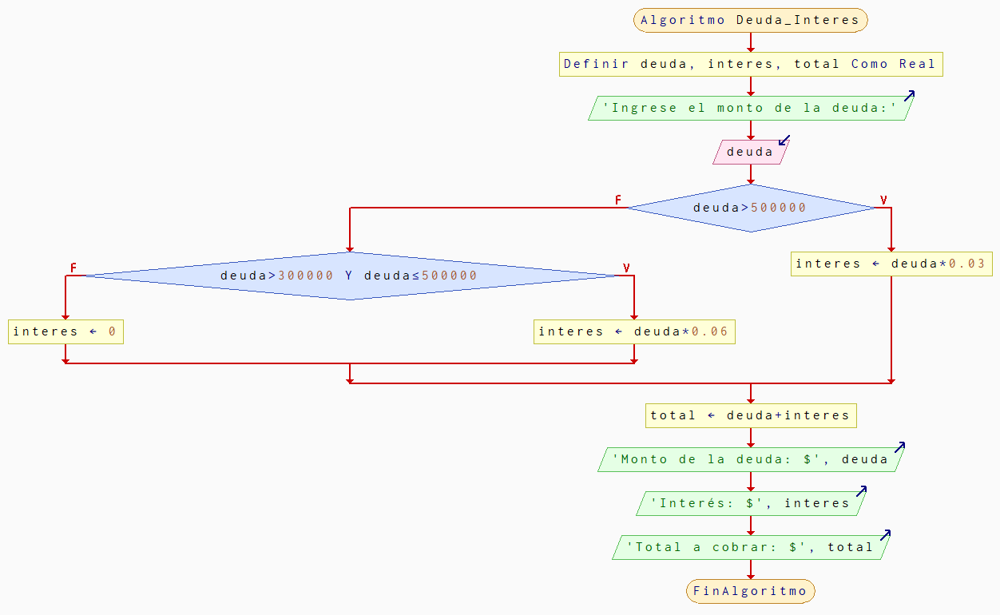 Algoritmo Deuda_Interes
Definir deuda, interes, total Como Real
'Ingrese el monto de la deuda:'
deuda
F
deuda>500000
V
F
deuda>300000 Y deuda≤500000
V
interes ← deuda*0.03
interes ← 0
interes ← deuda*0.06
total ← deuda+interes
'Monto de la deuda: $', deuda
'Interés: $', interes
'Total a cobrar: $', total
FinAlgoritmo